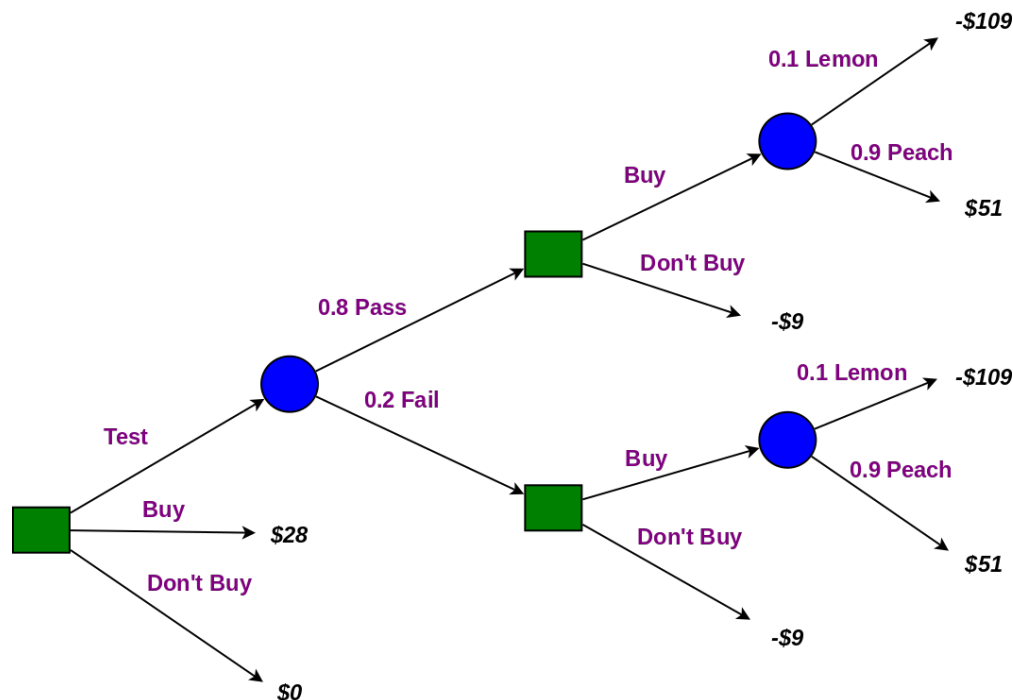 -$109
0.1 Lemon
0.9 Peach
Buy
$51
Don't Buy
0.8 Pass
-$9
0.1 Lemon
-$109
0.2 Fail
Test
Buy
0.9 Peach
Buy
$28
Don't Buy
$51
Don't Buy
-$9
$0